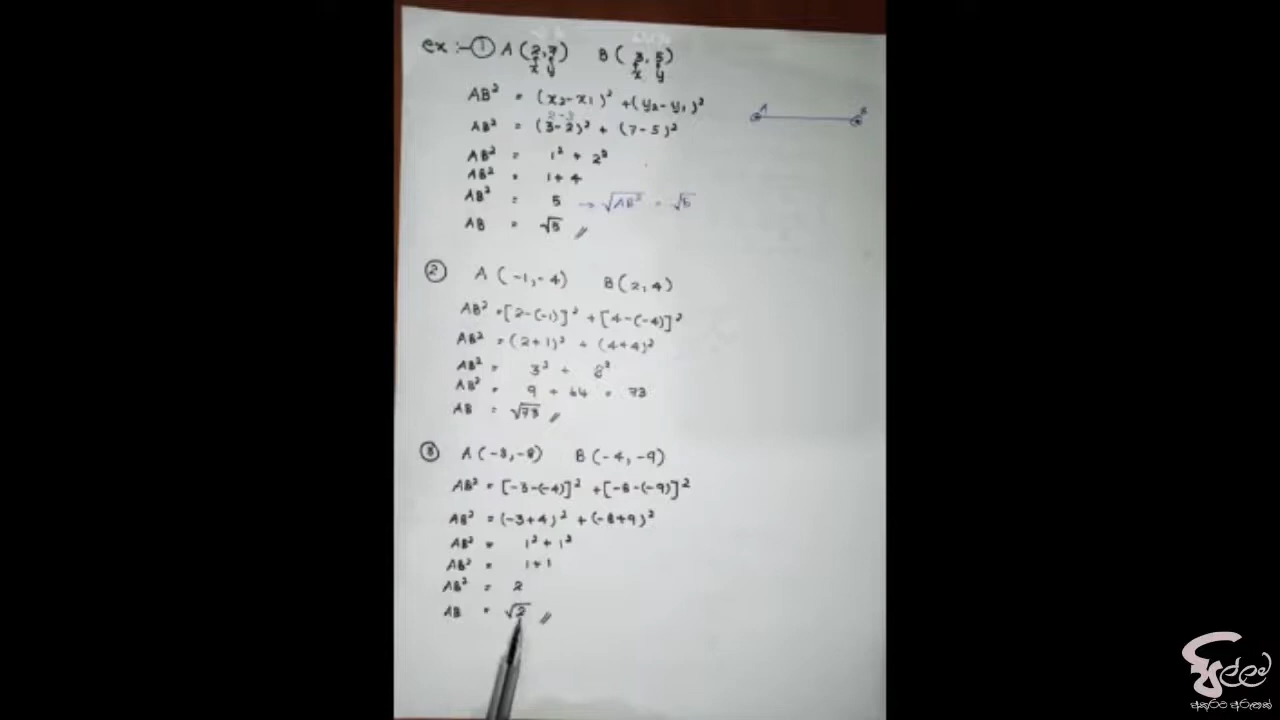 ex :- ① A (2,7) B (3,5)
x y x y
AB² = (x₂-x₁)² + (y₂-y₁)²
2-3
AB² = (3-2)² + (7-5)²
A B
AB² = 1² + 2²
AB² = 1+4
AB² = 5 → √AB² = √5
AB = √5 //
② A (-1,-4) B (2,4)
AB² = [2-(-1)]² + [4-(-4)]²
AB² = (2+1)² + (4+4)²
AB² = 3² + 8²
AB² = 9 + 64 = 73
AB = √73 //
③ A (-3,-8) B (-4,-9)
AB² = [-3-(-4)]² + [-8-(-9)]²
AB² = (-3+4)² + (-8+9)²
AB² = 1² + 1²
AB² = 1+1
AB² = 2
AB = √2 //